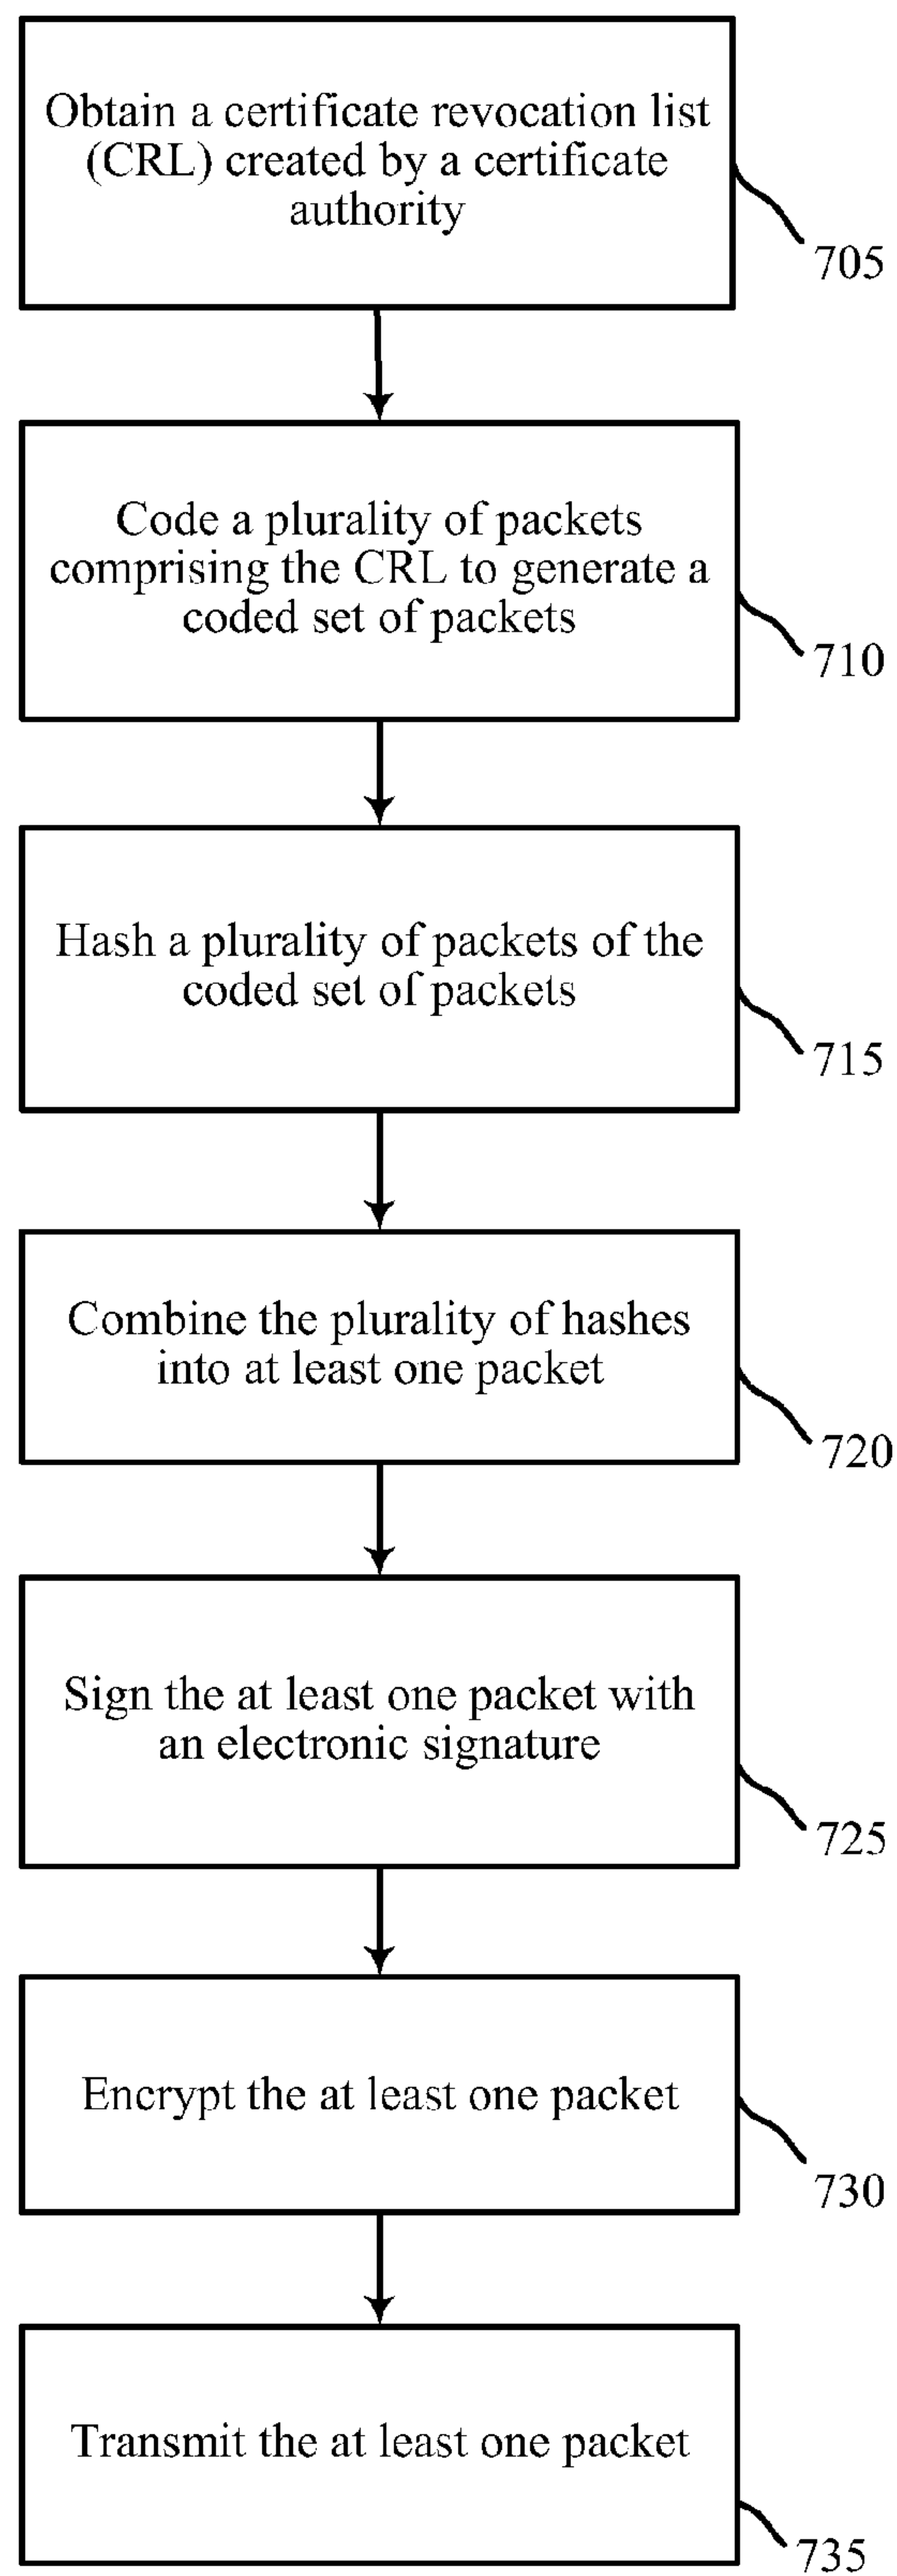 Obtain a certificate revocation list
(CRL) created by a certificate
authority
705
Code a plurality of packets
comprising the CRL to generate a
coded set of packets
710
Hash a plurality of packets of the
coded set of packets
715
Combine the plurality of hashes
into at least one packet
720
Sign the at least one packet with
an electronic signature
725
Encrypt the at least one packet
730
Transmit the at least one packet
735